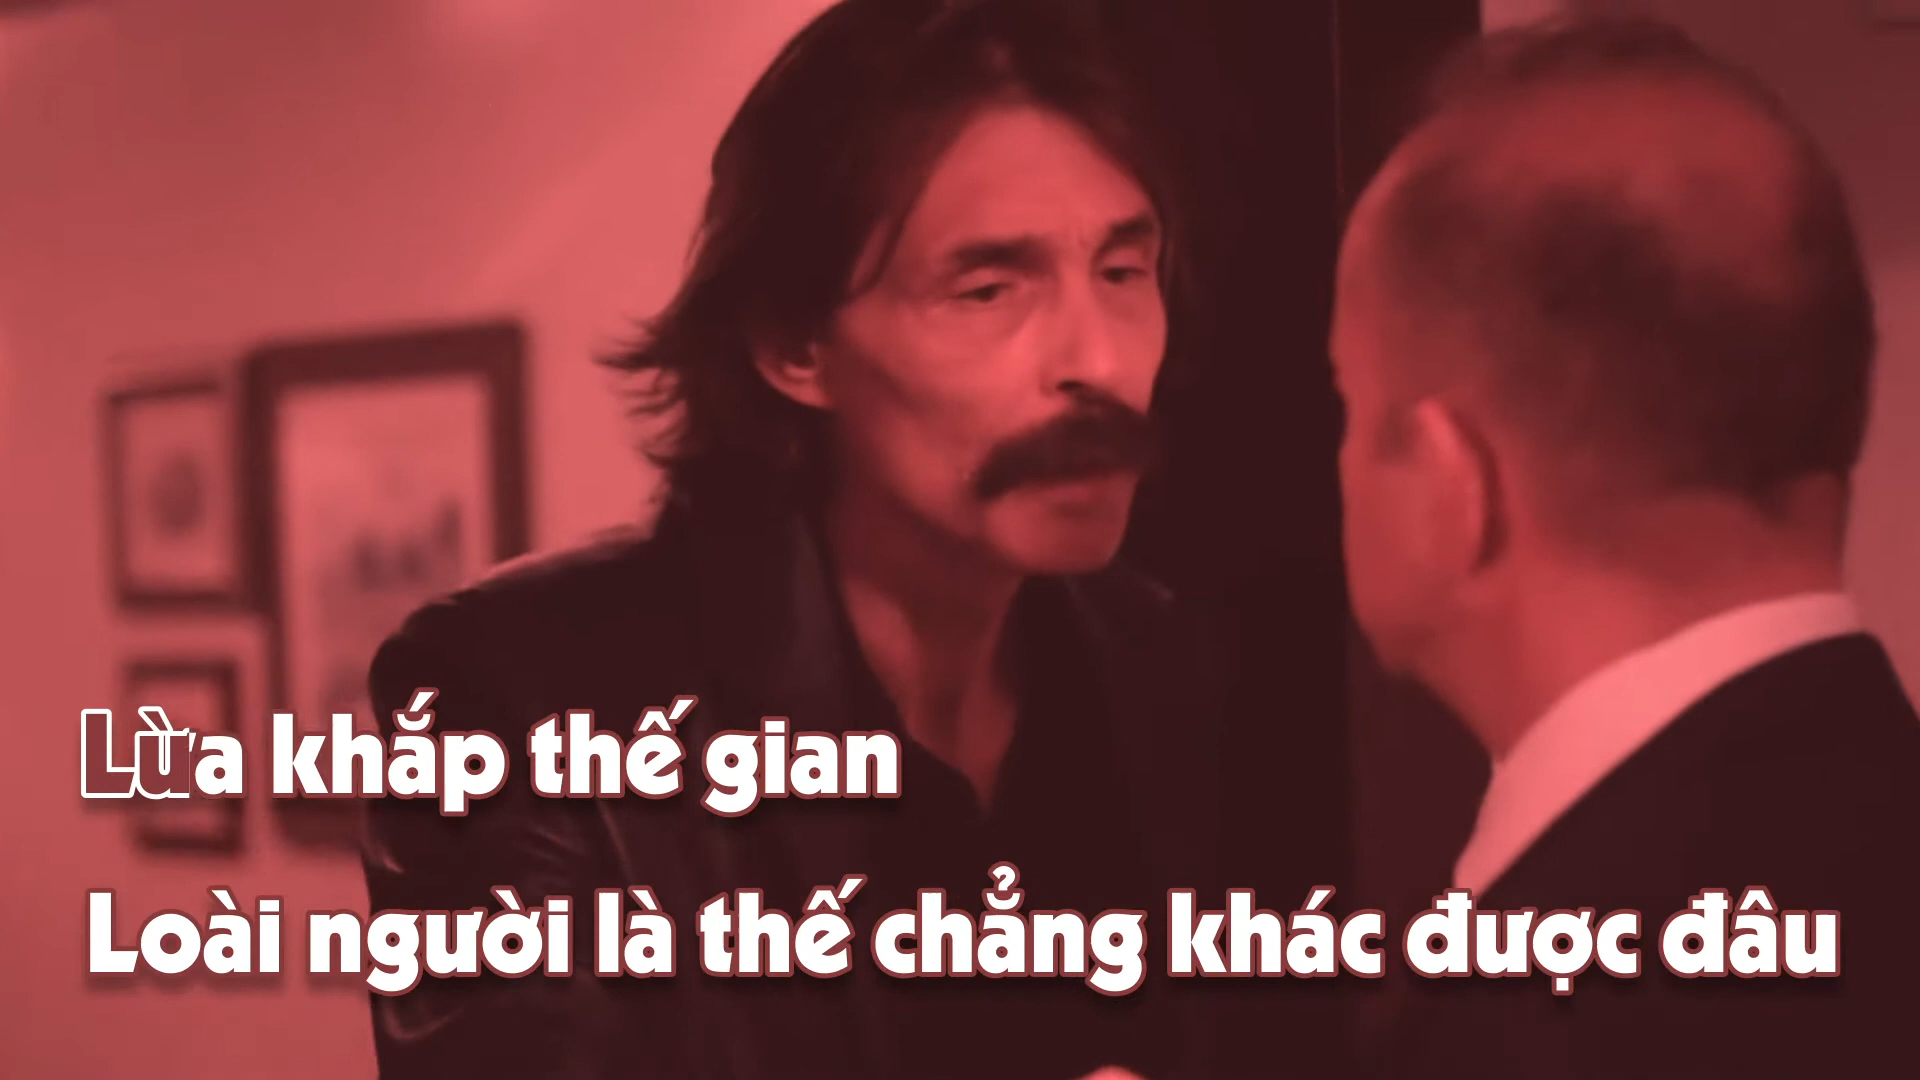 Lừa khắp thế gian
Loài người là thế chẳng khác được đâu